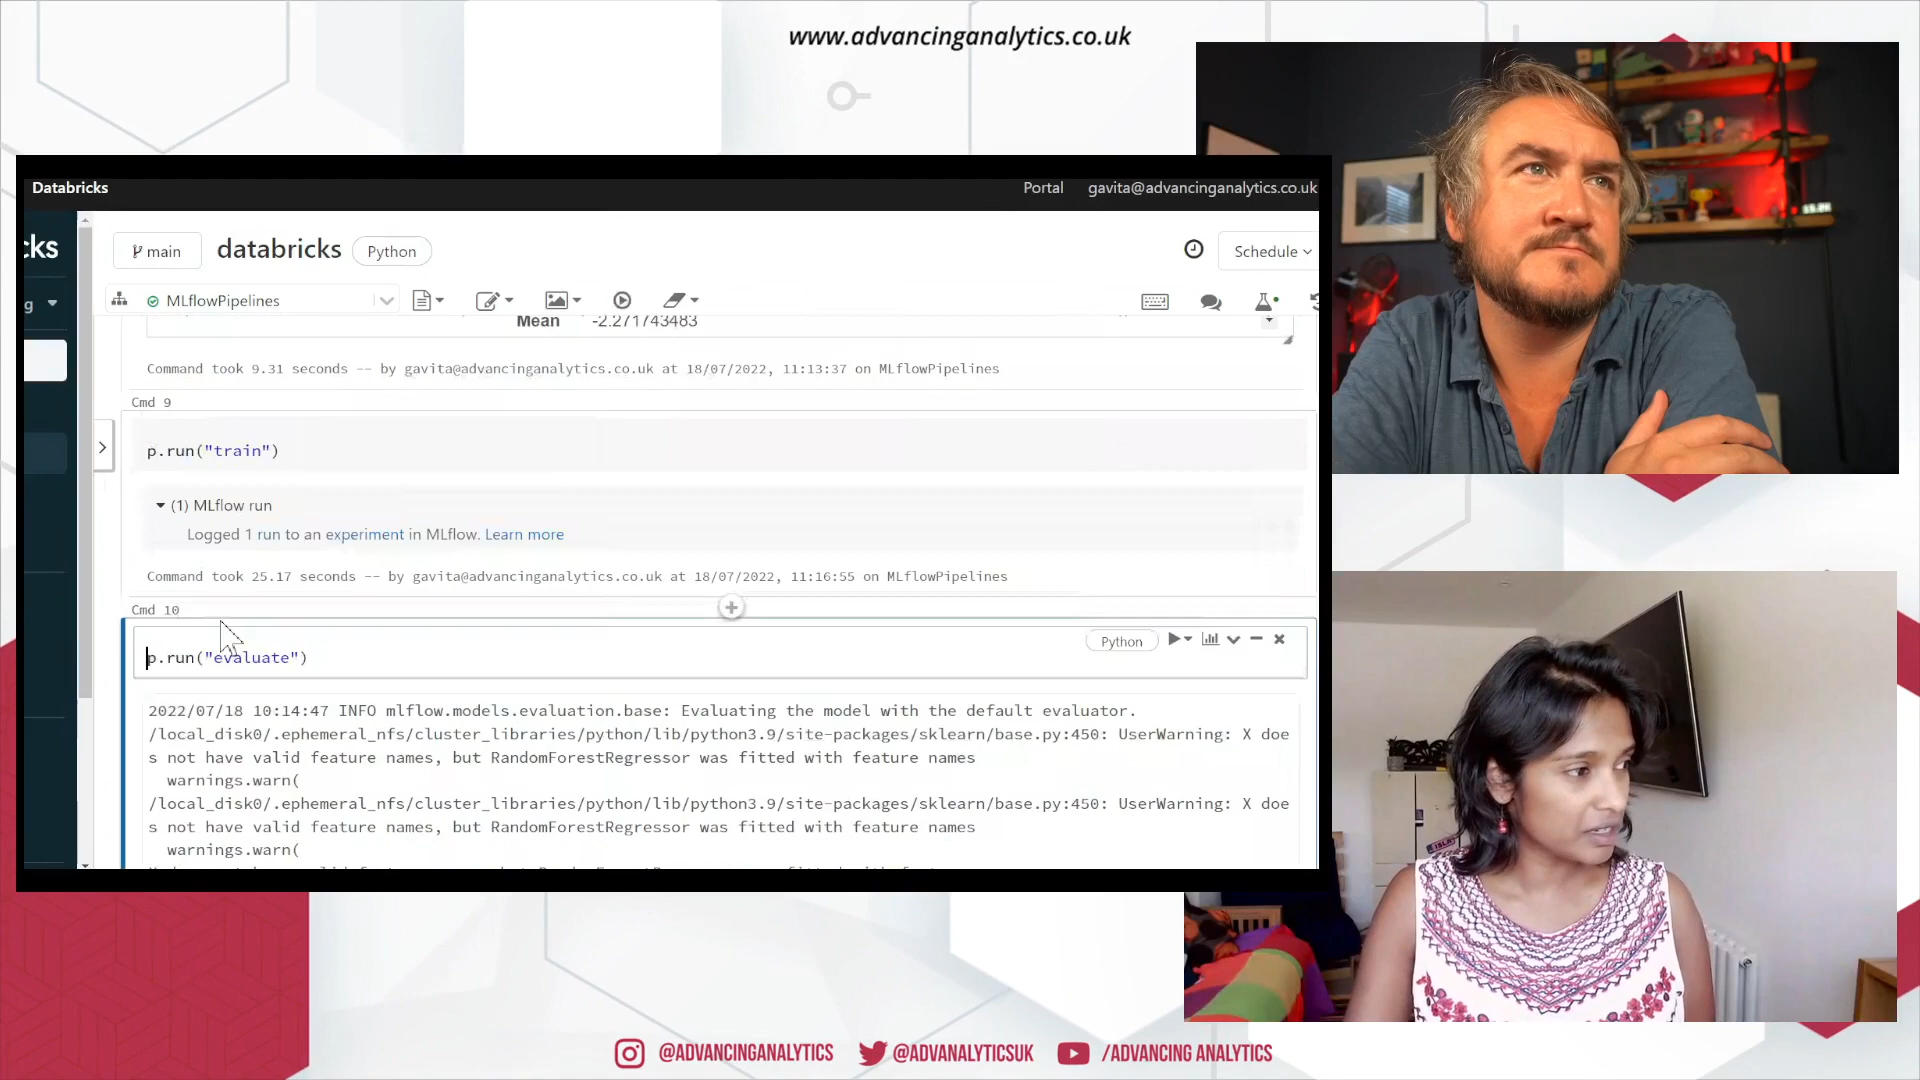 www.advancinganalytics.co.uk
Databricks
Portal
gavita@advancinganalytics.co.uk
cks
main
databricks
Python
Schedule
g
MLflowPipelines
Mean -2.271743483
Command took 9.31 seconds -- by gavita@advancinganalytics.co.uk at 18/07/2022, 11:13:37 on MLflowPipelines
Cmd 9
p.run("train")
(1) MLflow run
Logged 1 run to an experiment in MLflow. Learn more
Command took 25.17 seconds -- by gavita@advancinganalytics.co.uk at 18/07/2022, 11:16:55 on MLflowPipelines
Cmd 10
Python
p.run("evaluate")
2022/07/18 10:14:47 INFO mlflow.models.evaluation.base: Evaluating the model with the default evaluator.
/local_disk0/.ephemeral_nfs/cluster_libraries/python/lib/python3.9/site-packages/sklearn/base.py:450: UserWarning: X doe
s not have valid feature names, but RandomForestRegressor was fitted with feature names
warnings.warn(
/local_disk0/.ephemeral_nfs/cluster_libraries/python/lib/python3.9/site-packages/sklearn/base.py:450: UserWarning: X doe
s not have valid feature names, but RandomForestRegressor was fitted with feature names
warnings.warn(
@ADVANCINGANALYTICS
@ADVANALYTICSUK
/ADVANCING ANALYTICS